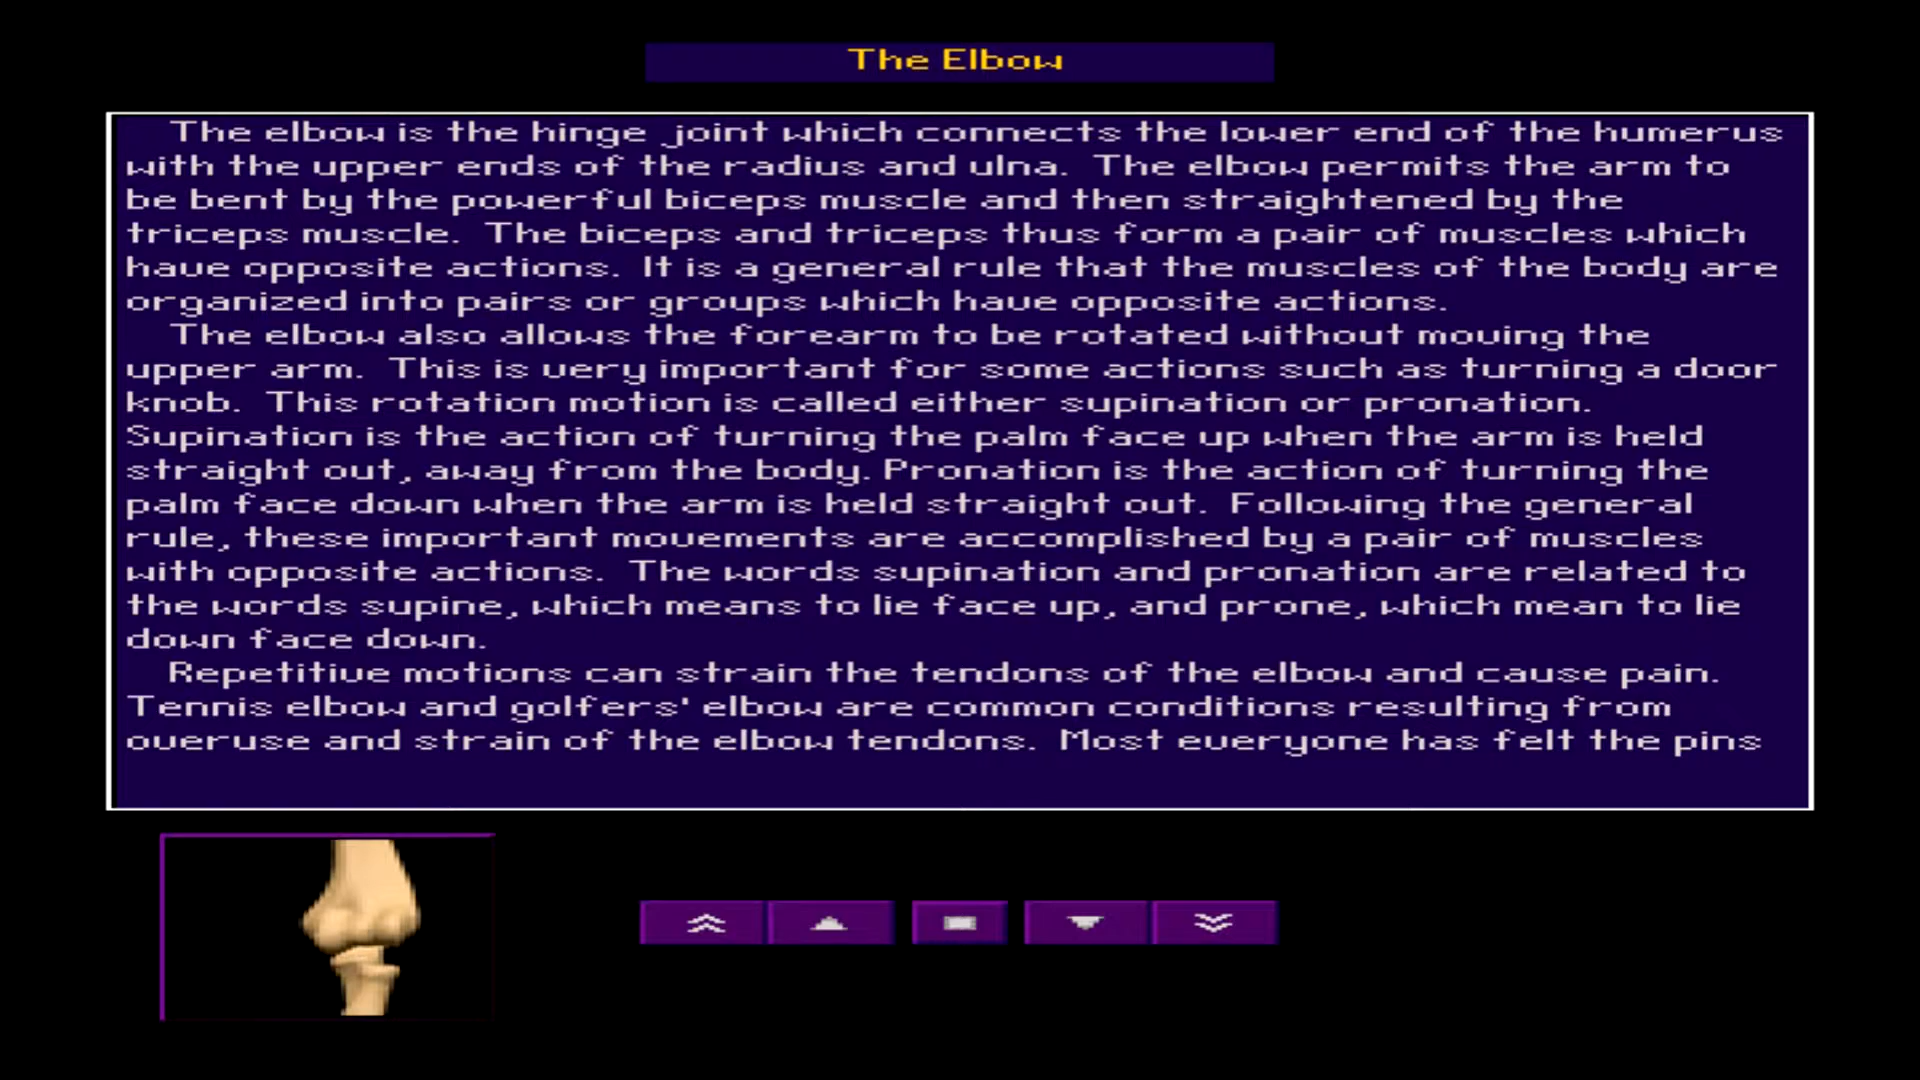 The Elbow
The elbow is the hinge joint which connects the lower end of the humerus
with the upper ends of the radius and ulna. The elbow permits the arm to
be bent by the powerful biceps muscle and then straightened by the
triceps muscle. The biceps and triceps thus form a pair of muscles which
have opposite actions. It is a general rule that the muscles of the body are
organized into pairs or groups which have opposite actions.
The elbow also allows the forearm to be rotated without moving the
upper arm. This is very important for some actions such as turning a door
knob. This rotation motion is called either supination or pronation.
Supination is the action of turning the palm face up when the arm is held
straight out, away from the body. Pronation is the action of turning the
palm face down when the arm is held straight out. Following the general
rule, these important movements are accomplished by a pair of muscles
with opposite actions. The words supination and pronation are related to
the words supine, which means to lie face up, and prone, which mean to lie
down face down.
Repetitive motions can strain the tendons of the elbow and cause pain.
Tennis elbow and golfers' elbow are common conditions resulting from
overuse and strain of the elbow tendons. Most everyone has felt the pins